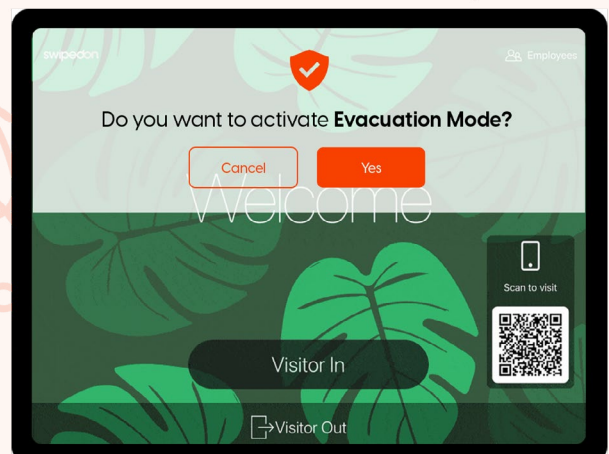 swipedon
Employees
Do you want to activate Evacuation Mode?
Cancel
Yes
Welcome
Scan to visit
Visitor In
Visitor Out